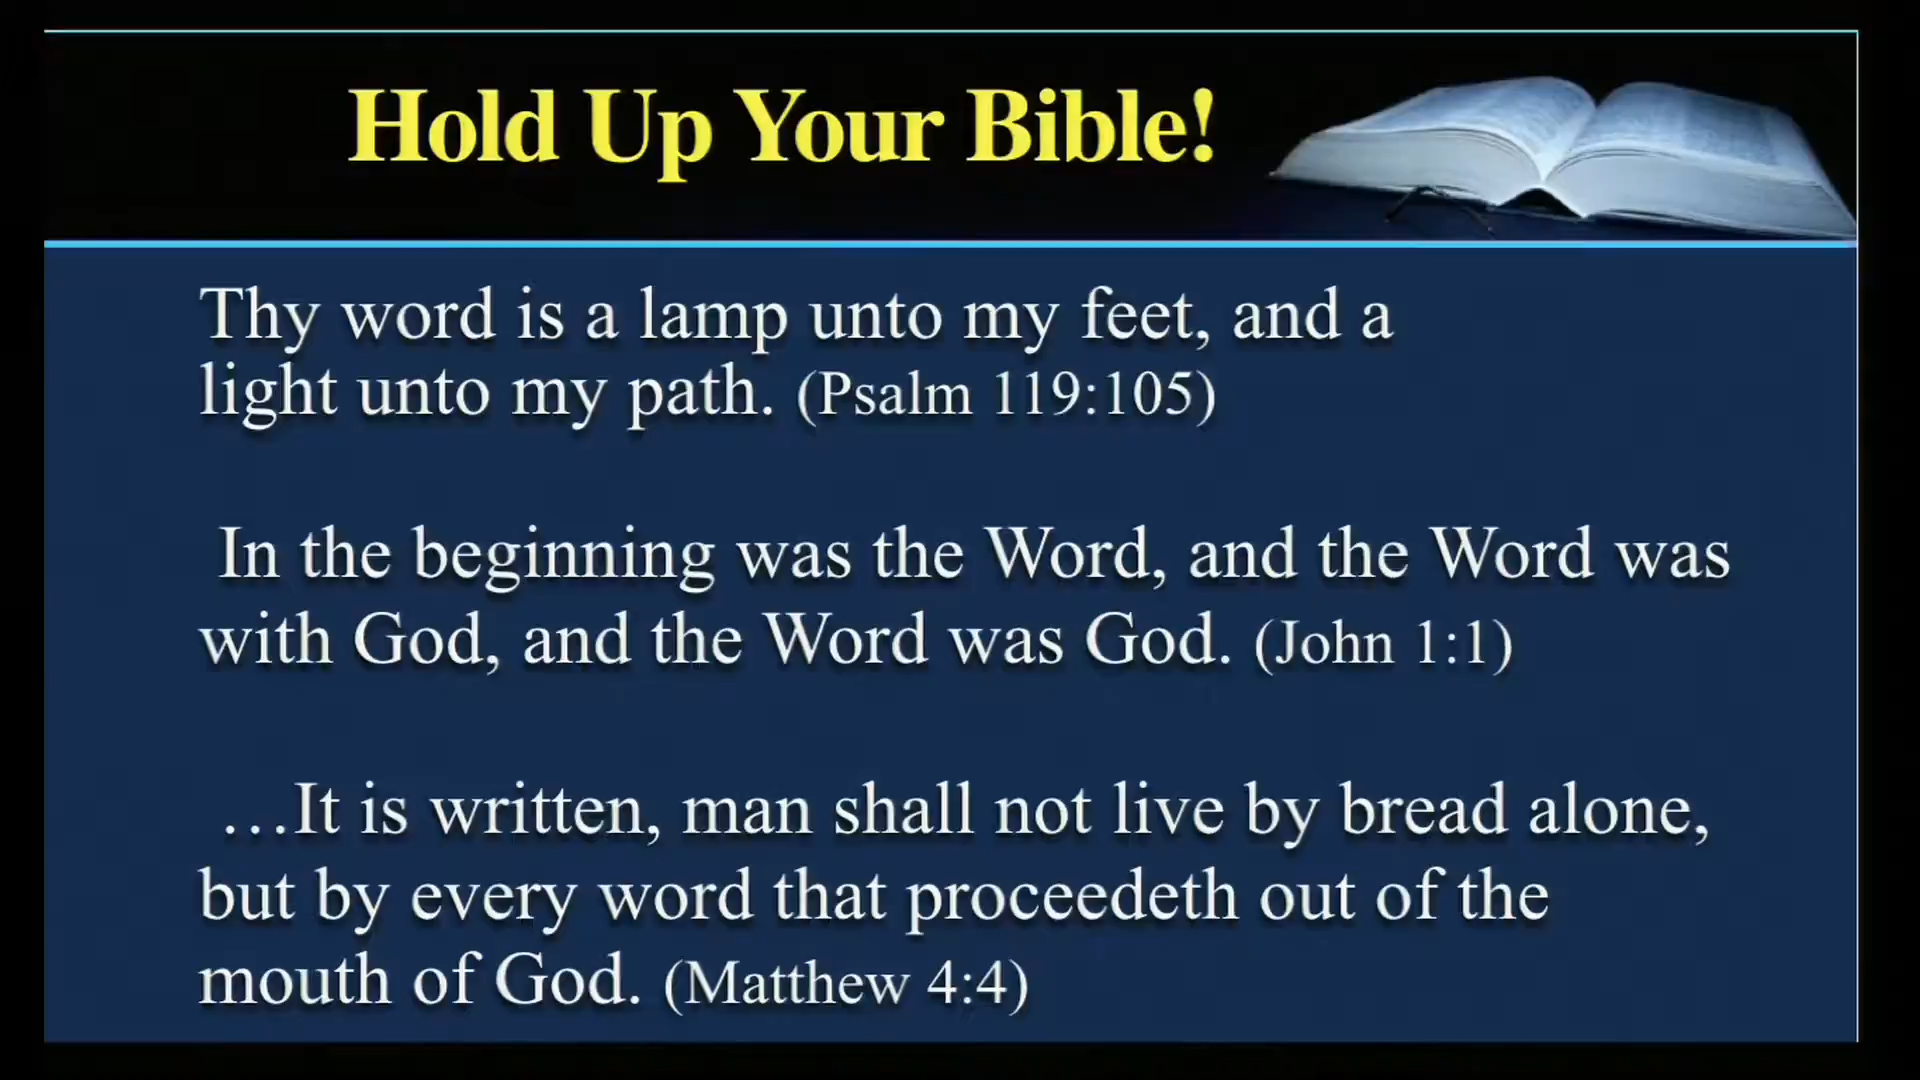 Hold Up Your Bible!
Thy word is a lamp unto my feet, and a
light unto my path. (Psalm 119:105)
In the beginning was the Word, and the Word was
with God, and the Word was God. (John 1:1)
…It is written, man shall not live by bread alone,
but by every word that proceedeth out of the
mouth of God. (Matthew 4:4)